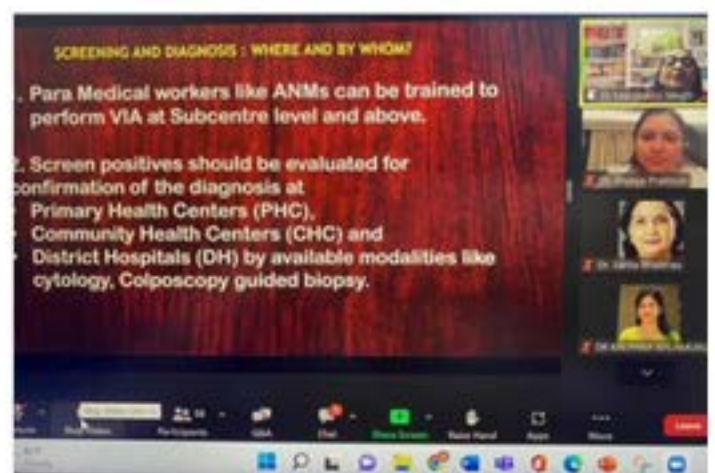 SCREENING AND DIAGNOSIS : WHERE AND BY WHOM?
. Para Medical workers like ANMs can be trained to
perform VIA at Subcentre level and above.
2. Screen positives should be evaluated for
confirmation of the diagnosis at
Primary Health Centers (PHC),
Community Health Centers (CHC) and
District Hospitals (DH) by available modalities like
cytology, Colposcopy guided biopsy.
Participants
Q&A
Chat
Share Screen
Raise Hand
Apps
More
Leave